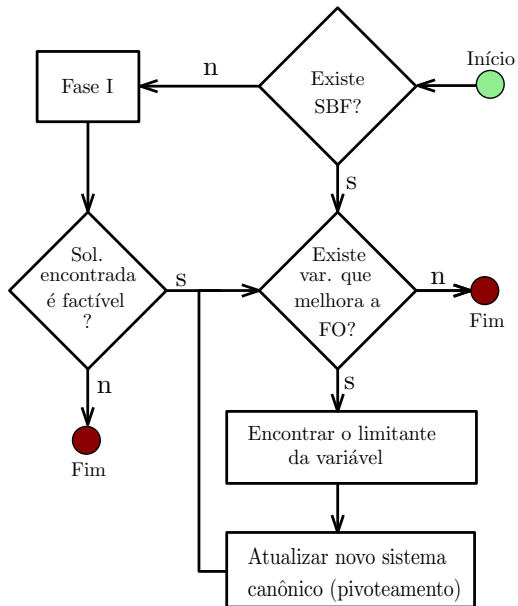 Início
Existe
SBF?
n
Fase I
s
Sol.
encontrada
é factível
?
s
n
Fim
Existe
var. que
melhora a
FO?
n
Fim
s
Encontrar o limitante
da variável
Atualizar novo sistema
canônico (pivoteamento)